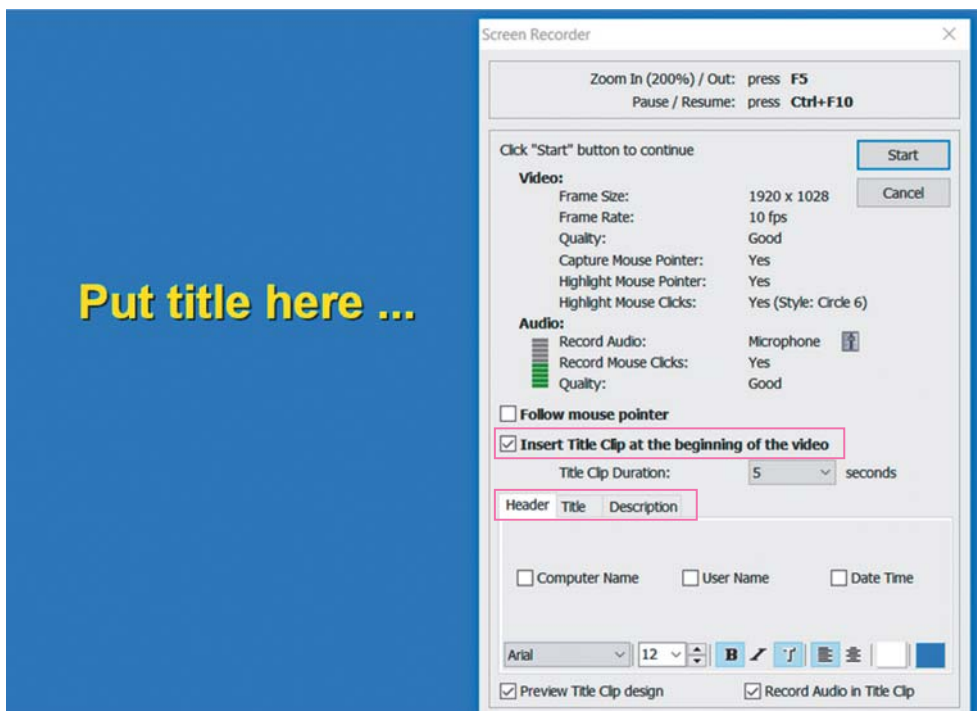 Put title here ...
Screen Recorder
Zoom In (200%) / Out: press F5
Pause / Resume: press Ctrl+F10
Click "Start" button to continue
Start
Cancel
Video:
Frame Size: 1920 x 1028
Frame Rate: 10 fps
Quality: Good
Capture Mouse Pointer: Yes
Highlight Mouse Pointer: Yes
Highlight Mouse Clicks: Yes (Style: Circle 6)
Audio:
Record Audio: Microphone
Record Mouse Clicks: Yes
Quality: Good
Follow mouse pointer
Insert Title Clip at the beginning of the video
Title Clip Duration: 5 seconds
Header Title Description
Computer Name User Name Date Time
Arial 12 B I T
Preview Title Clip design Record Audio in Title Clip